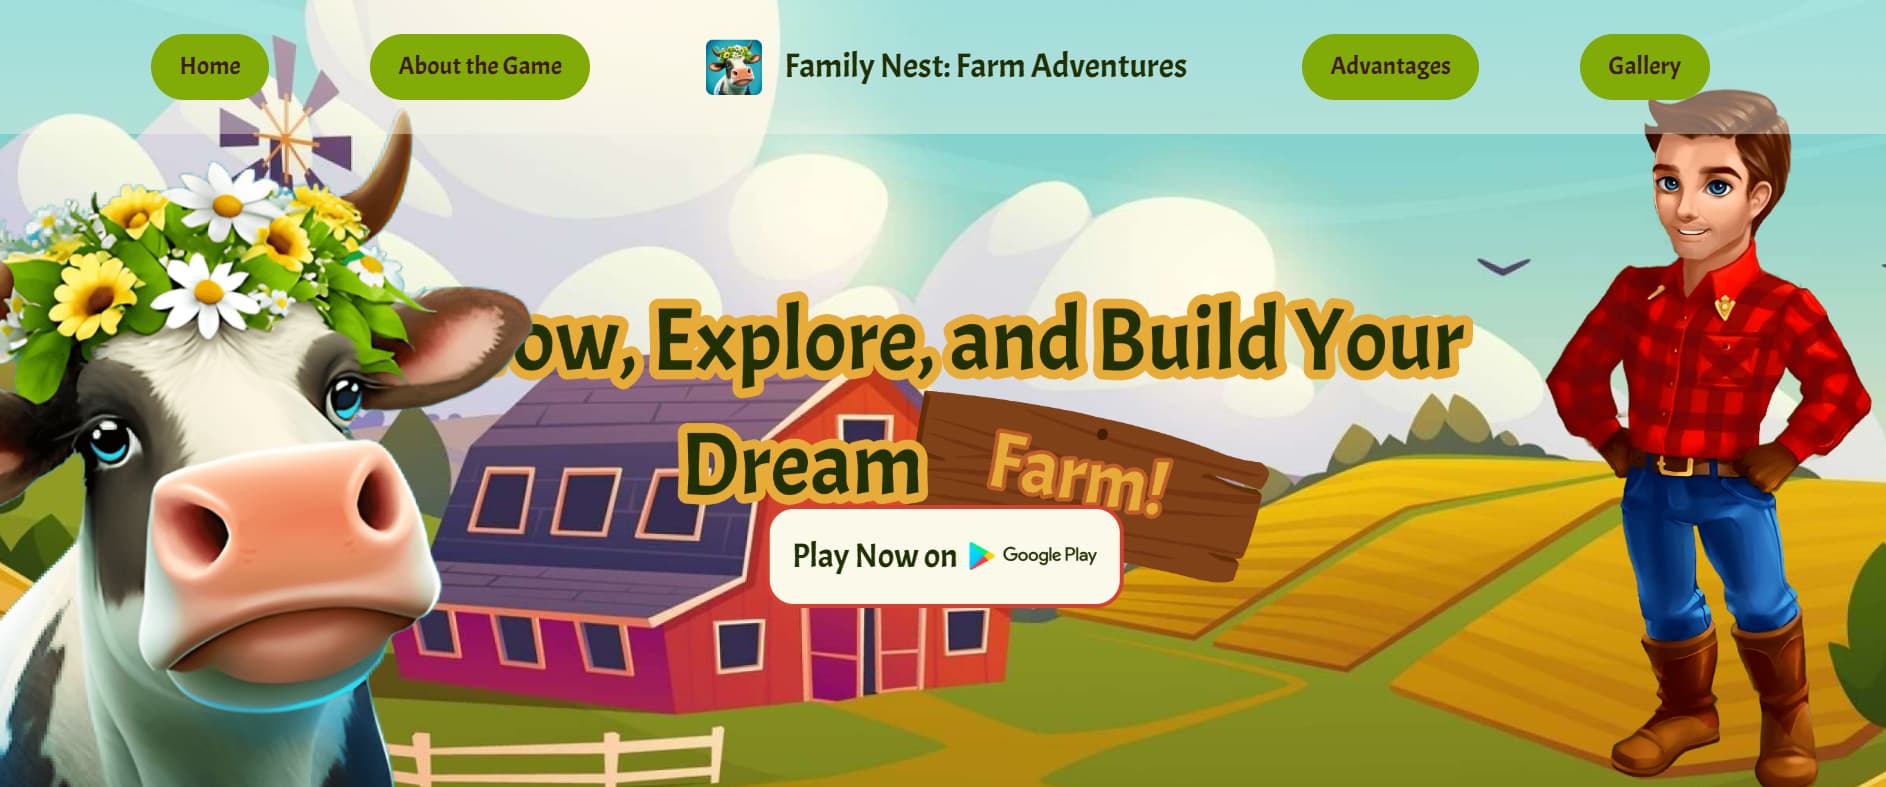 Home
About the Game
Family Nest: Farm Adventures
Advantages
Gallery
ow, Explore, and Build Your
Dream Farm!
Play Now on Google Play